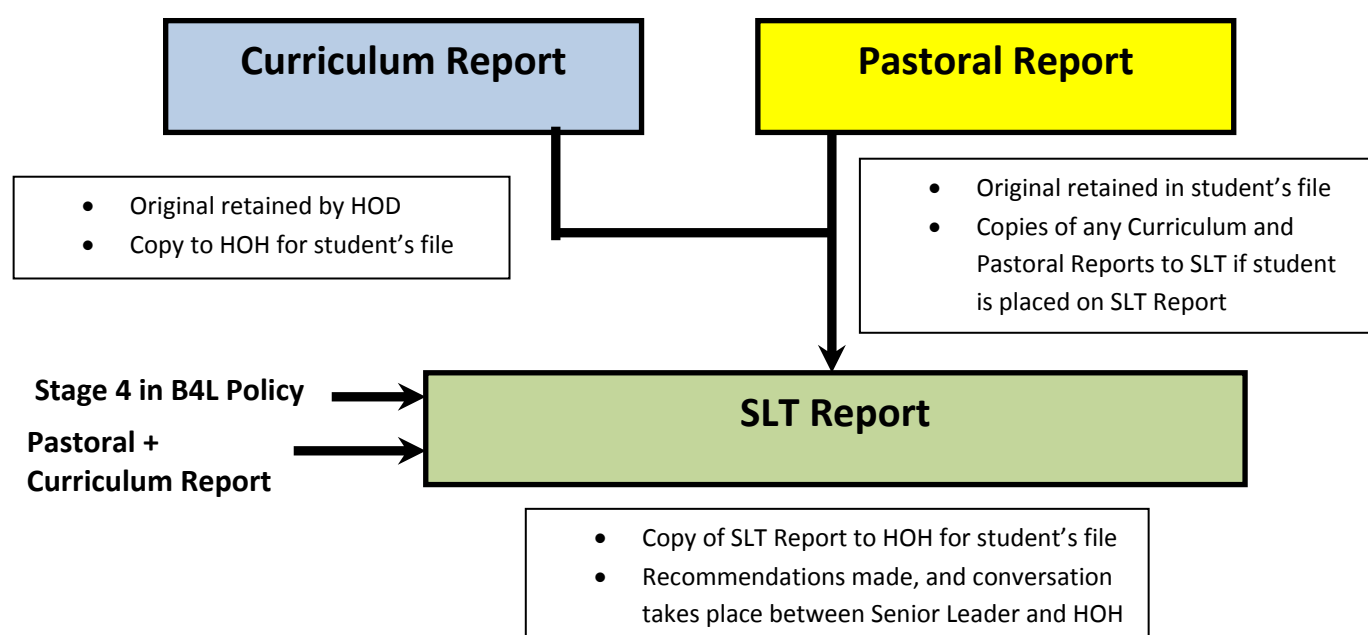 Curriculum Report
Pastoral Report
• Original retained by HOD
• Copy to HOH for student’s file
• Original retained in student’s file
• Copies of any Curriculum and
Pastoral Reports to SLT if student
is placed on SLT Report
Stage 4 in B4L Policy
Pastoral +
Curriculum Report
SLT Report
• Copy of SLT Report to HOH for student’s file
• Recommendations made, and conversation
takes place between Senior Leader and HOH